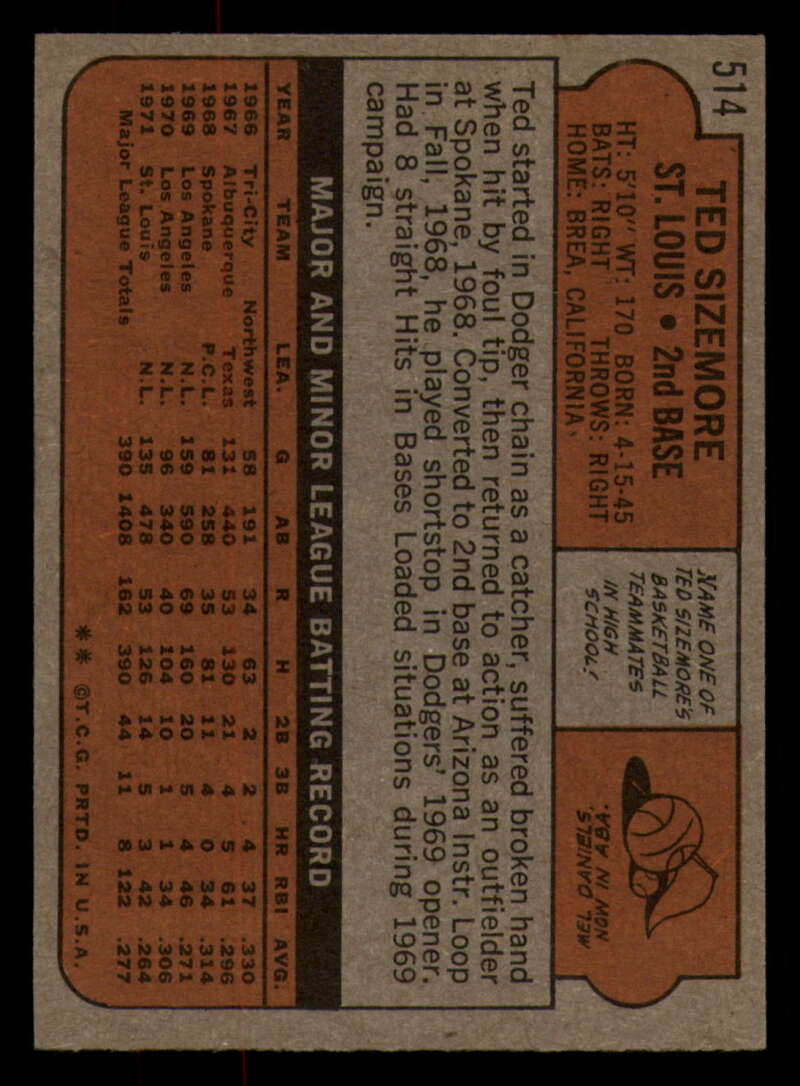 514
TED SIZEMORE
ST. LOUIS • 2nd BASE
HT: 5'10" WT: 170 BORN: 4-15-45
BATS: RIGHT THROWS: RIGHT
HOME: BREA, CALIFORNIA
NAME ONE OF
TED SIZEMORE'S
BASKETBALL
TEAMMATES
IN HIGH
SCHOOL?
MEL DANIELS,
NOW IN ABA.
Ted started in Dodger chain as a catcher, suffered broken hand
when hit by foul tip, then returned to action as an outfielder
at Spokane, 1968. Converted to 2nd base at Arizona Instr. Loop
in Fall, 1968, he played shortstop in Dodgers' 1969 opener.
Had 8 straight Hits in Bases Loaded situations during 1969
campaign.
MAJOR AND MINOR LEAGUE BATTING RECORD
YEAR TEAM LEA. G AB R H 2B 3B HR RBI AVG.
1966 Tri-City Northwest 58 191 34 63 2 2 4 37 .330
1967 Albuquerque Texas 131 440 53 130 21 4 5 61 .296
1968 Spokane P.C.L. 81 258 35 81 11 4 0 34 .314
1969 Los Angeles N.L. 159 590 69 160 20 5 4 46 .271
1970 Los Angeles N.L. 96 340 40 104 10 1 1 34 .306
1971 St. Louis N.L. 135 478 53 126 14 5 3 42 .264
Major League Totals 390 1408 162 390 44 11 8 122 .277
** ©T.C.G. PRTD. IN U.S.A.